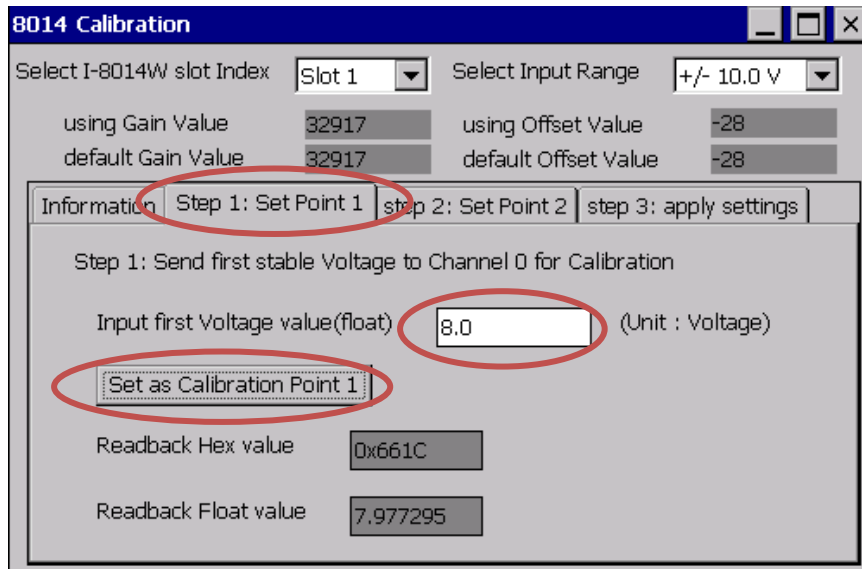 8014 Calibration
Select I-8014W slot Index Slot 1 Select Input Range +/- 10.0 V
using Gain Value 32917 using Offset Value -28
default Gain Value 32917 default Offset Value -28
Information Step 1: Set Point 1 step 2: Set Point 2 step 3: apply settings
Step 1: Send first stable Voltage to Channel 0 for Calibration
Input first Voltage value(float) 8.0 (Unit : Voltage)
Set as Calibration Point 1
Readback Hex value 0x661C
Readback Float value 7.977295